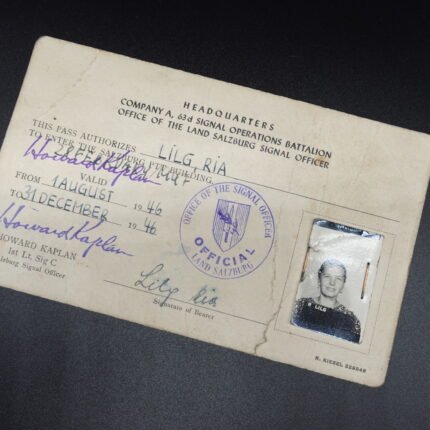 HEADQUARTERS
COMPANY A, 63d SIGNAL OPERATIONS BATTALION
OFFICE OF THE LAND SALZBURG SIGNAL OFFICER
THIS PASS AUTHORIZES LILG, RIA
TO ENTER THE SALZBURG PTT BUILDING.
Howard Kaplan
VALID
FROM 1 AUGUST 1946
TO 31 DECEMBER 1946
Howard Kaplan
HOWARD KAPLAN
1st Lt, Sig C
Salzburg Signal Officer
OFFICE OF THE SIGNAL OFFICER
OFFICIAL
LAND SALZBURG
Lilg Ria
Signature of Bearer
R LILG